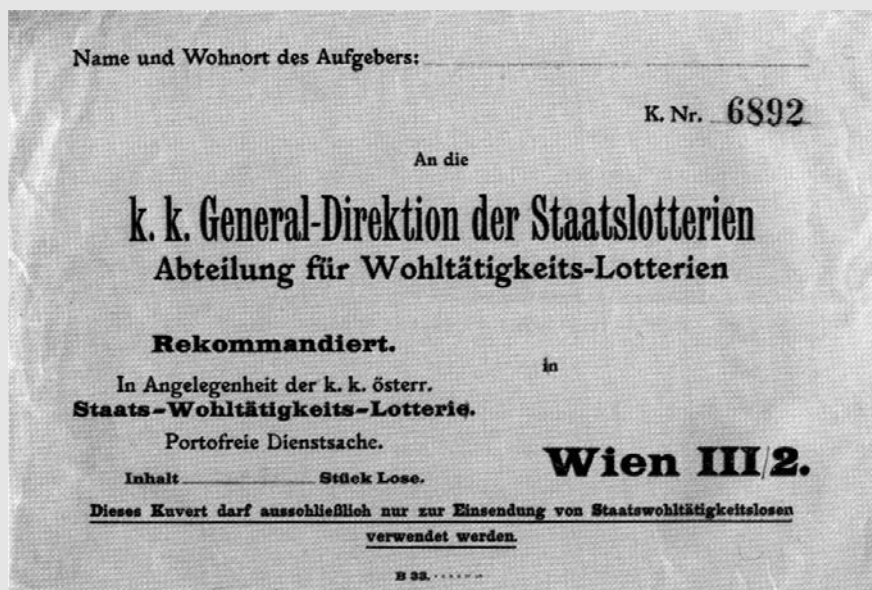 Name und Wohnort des Aufgebers:
K. Nr. 6892
An die
k. k. General-Direktion der Staatslotterien
Abteilung für Wohltätigkeits-Lotterien
Rekommandiert.
in
In Angelegenheit der k. k. österr.
Staats-Wohltätigkeits-Lotterie.
Portofreie Dienstsache.
Wien III/2.
Inhalt Stück Lose.
Dieses Kuvert darf ausschließlich nur zur Einsendung von Staatswohltätigkeitslosen
verwendet werden.
B 33.